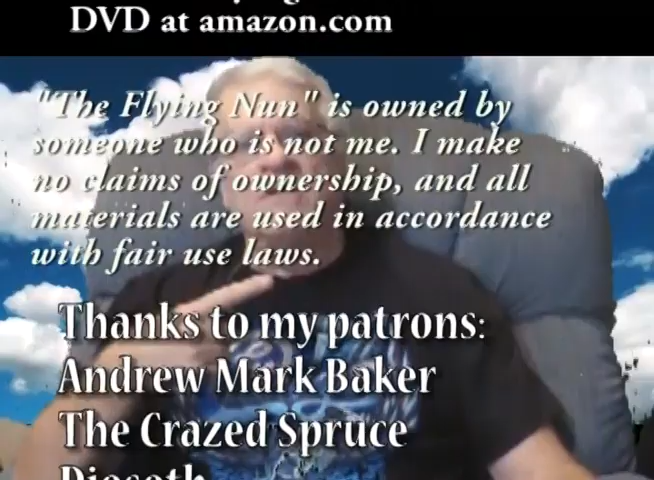 DVD at amazon.com
"The Flying Nun" is owned by
someone who is not me. I make
no claims of ownership, and all
materials are used in accordance
with fair use laws.
Thanks to my patrons:
Andrew Mark Baker
The Crazed Spruce